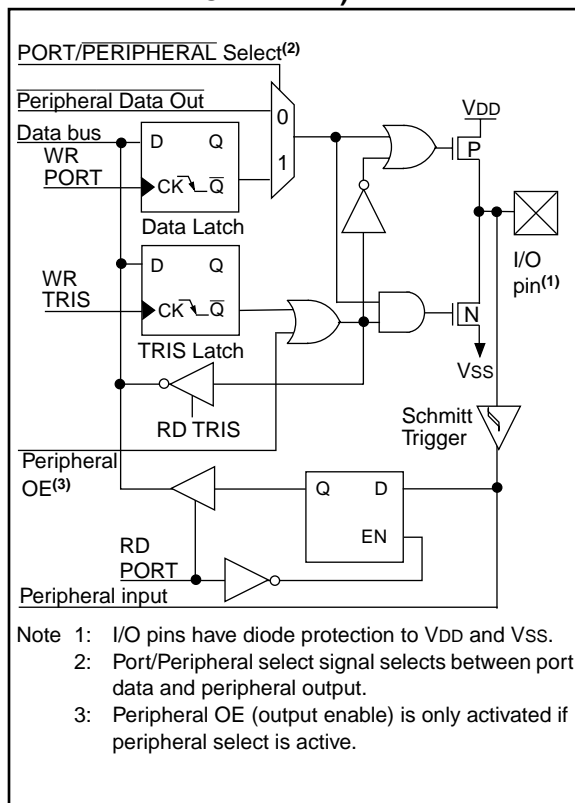 PORT/PERIPHERAL Select(2)
Peripheral Data Out
Data bus
WR
PORT
D Q
CK Q
Data Latch
0
1
VDD
P
I/O
pin(1)
WR
TRIS
D Q
CK Q
TRIS Latch
N
VSS
RD TRIS
Schmitt
Trigger
Peripheral
OE(3)
Q D
EN
RD
PORT
Peripheral input
Note 1: I/O pins have diode protection to VDD and VSS.
2: Port/Peripheral select signal selects between port
data and peripheral output.
3: Peripheral OE (output enable) is only activated if
peripheral select is active.